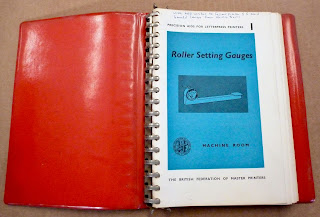 PRECISION AIDS FOR LETTERPRESS PRINTERS 1
Roller Setting Gauges
MACHINE ROOM
THE BRITISH FEDERATION OF MASTER PRINTERS